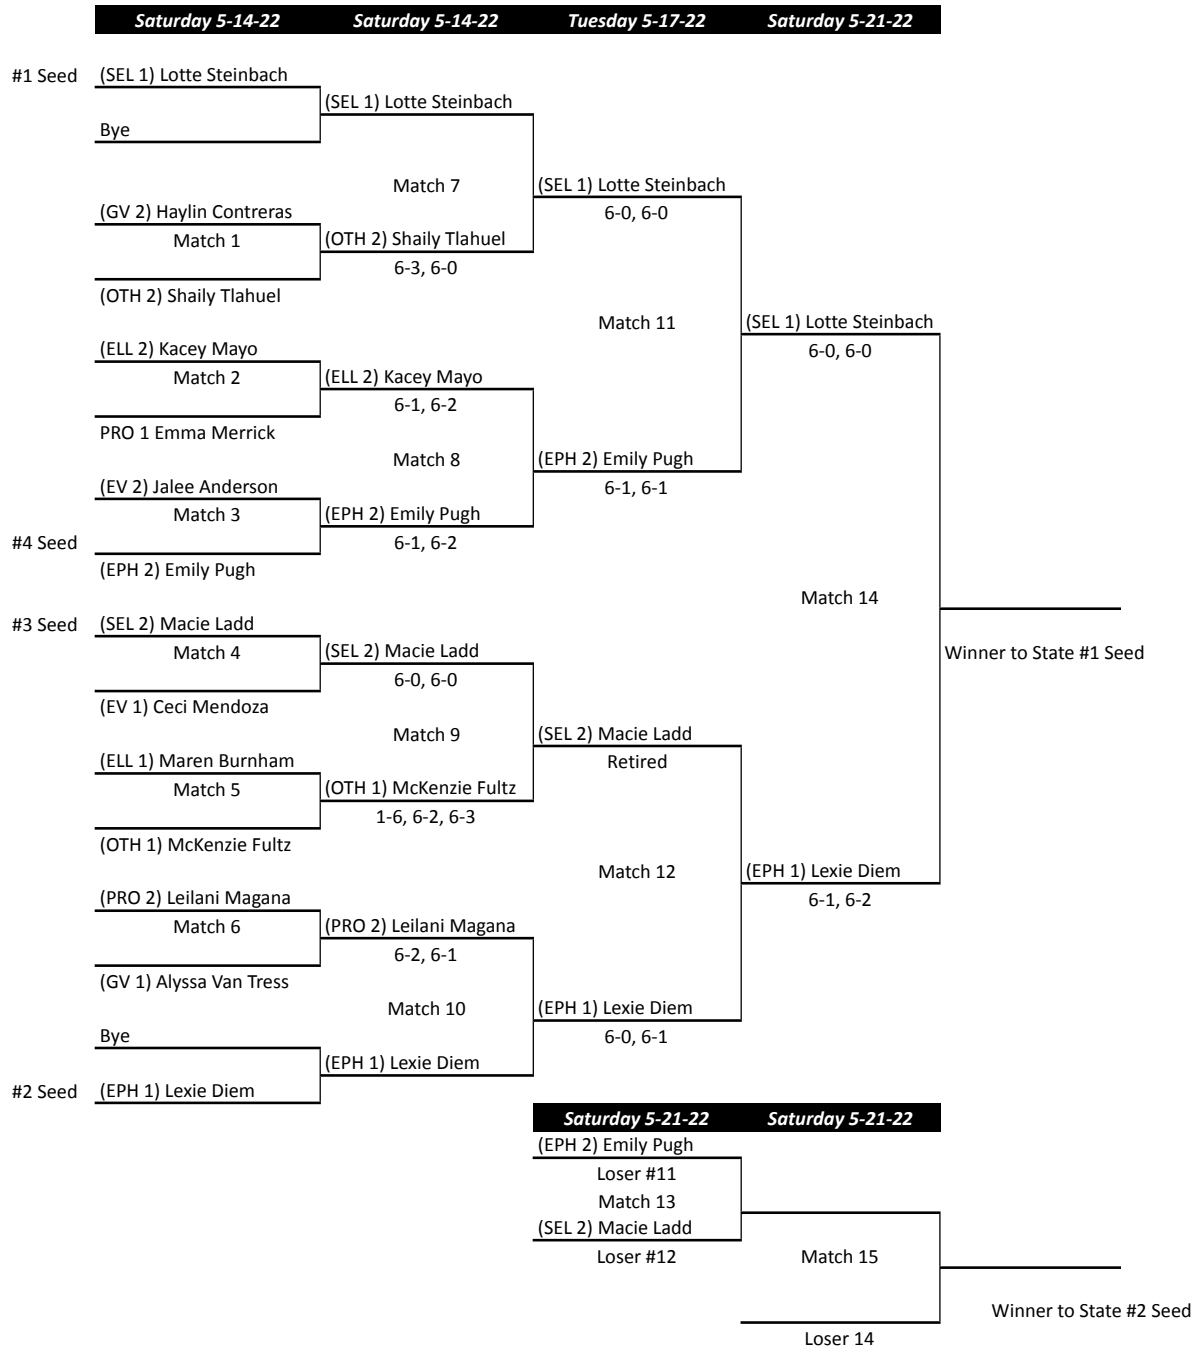 Saturday 5-14-22 Saturday 5-14-22 Tuesday 5-17-22 Saturday 5-21-22
#1 Seed (SEL 1) Lotte Steinbach
(SEL 1) Lotte Steinbach
Bye
Match 7 (SEL 1) Lotte Steinbach
(GV 2) Haylin Contreras 6-0, 6-0
Match 1 (OTH 2) Shaily Tlahuel
6-3, 6-0
(OTH 2) Shaily Tlahuel
Match 11 (SEL 1) Lotte Steinbach
(ELL 2) Kacey Mayo 6-0, 6-0
Match 2 (ELL 2) Kacey Mayo
6-1, 6-2
PRO 1 Emma Merrick
Match 8 (EPH 2) Emily Pugh
(EV 2) Jalee Anderson 6-1, 6-1
Match 3 (EPH 2) Emily Pugh
#4 Seed 6-1, 6-2
(EPH 2) Emily Pugh
Match 14
#3 Seed (SEL 2) Macie Ladd
Match 4 (SEL 2) Macie Ladd Winner to State #1 Seed
6-0, 6-0
(EV 1) Ceci Mendoza
Match 9 (SEL 2) Macie Ladd
(ELL 1) Maren Burnham Retired
Match 5 (OTH 1) McKenzie Fultz
1-6, 6-2, 6-3
(OTH 1) McKenzie Fultz
Match 12 (EPH 1) Lexie Diem
(PRO 2) Leilani Magana 6-1, 6-2
Match 6 (PRO 2) Leilani Magana
6-2, 6-1
(GV 1) Alyssa Van Tress
Match 10 (EPH 1) Lexie Diem
Bye 6-0, 6-1
(EPH 1) Lexie Diem
#2 Seed (EPH 1) Lexie Diem
Saturday 5-21-22 Saturday 5-21-22
(EPH 2) Emily Pugh
Loser #11
Match 13
(SEL 2) Macie Ladd
Loser #12 Match 15
Winner to State #2 Seed
Loser 14